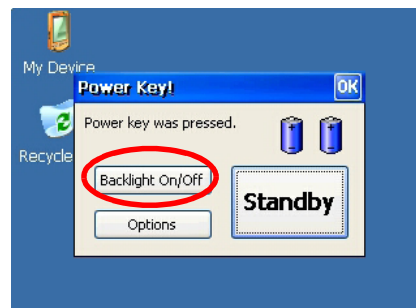 My Device
Power Key!
OK
Power key was pressed.
Recycle
Backlight On/Off
Standby
Options